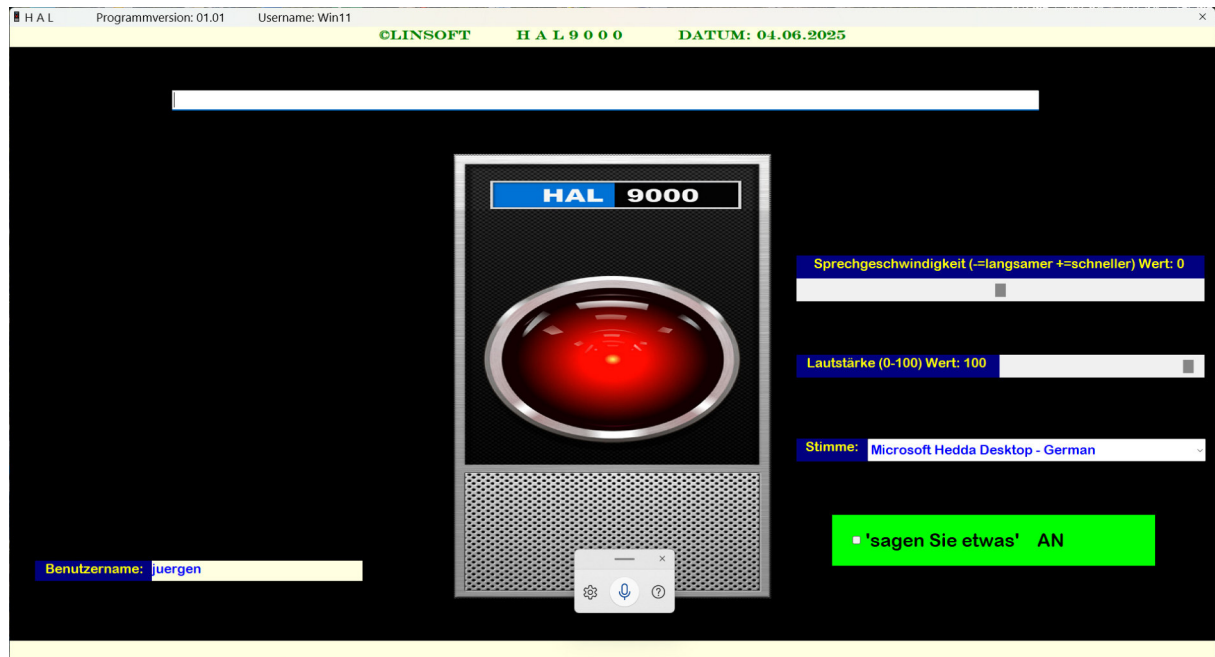 H A L Programmversion: 01.01 Username: Win11
©LINSOFT H A L 9 0 0 0 DATUM: 04.06.2025
HAL 9000
Sprechgeschwindigkeit (-=langsamer +=schneller) Wert: 0
Lautstärke (0-100) Wert: 100
Stimme: Microsoft Hedda Desktop - German
'sagen Sie etwas' AN
Benutzername: juergen